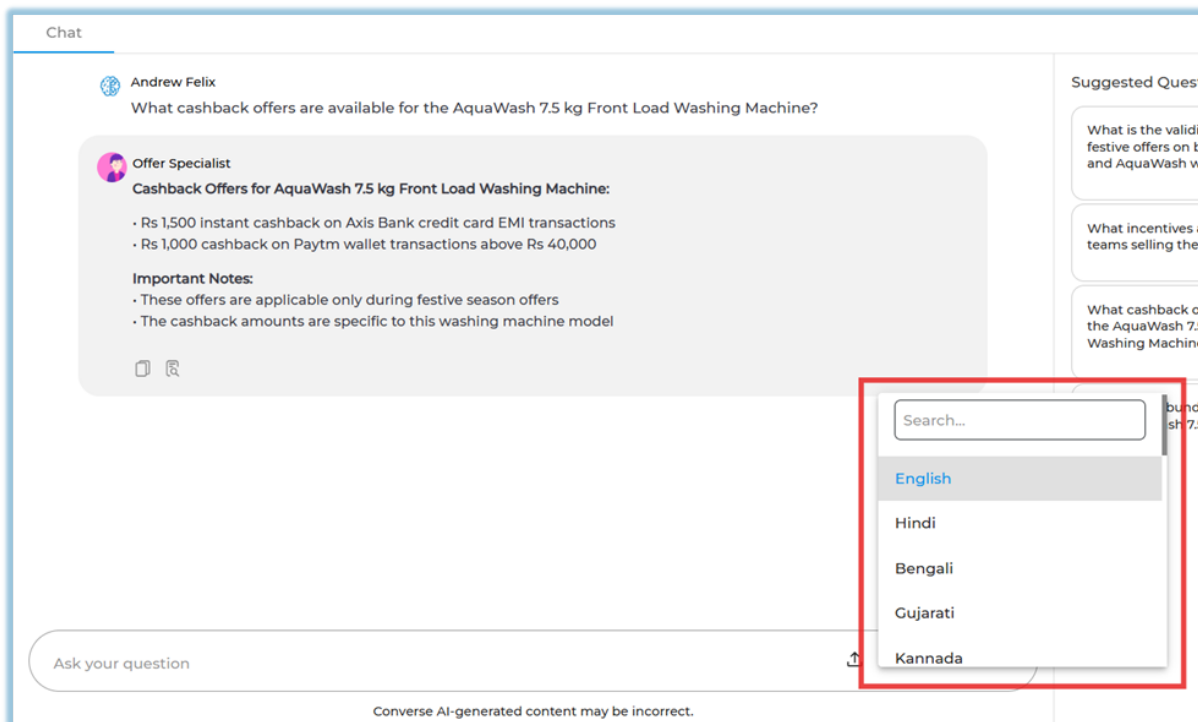 Chat
Andrew Felix
What cashback offers are available for the AquaWash 7.5 kg Front Load Washing Machine?
Offer Specialist
Cashback Offers for AquaWash 7.5 kg Front Load Washing Machine:
• Rs 1,500 instant cashback on Axis Bank credit card EMI transactions
• Rs 1,000 cashback on Paytm wallet transactions above Rs 40,000
Important Notes:
• These offers are applicable only during festive season offers
• The cashback amounts are specific to this washing machine model
Suggested
What is the
festive offers on
and AquaWash
What incentives
teams selling the
What cashback
the AquaWash
Washing
Search...
English
Hindi
Bengali
Gujarati
Kannada
Ask your question
Converse AI-generated content may be incorrect.